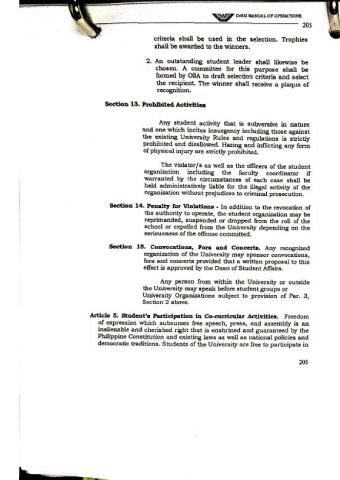 CMSU MANUAL OF OPERATIONS
205
criteria shall be used in the selection. Trophies
shall be awarded to the winners.
2. An outstanding student leader shall likewise be
chosen. A committee for this purpose shall be
formed by OSA to draft selection criteria and select
the recipient. The winner shall receive a plaque of
recognition.
Section 13. Prohibited Activities
Any student activity that is subversive in nature
and one which incites insurgency including those against
the existing University Rules and regulations is strictly
prohibited and disallowed. Hazing and inflicting any form
of physical injury are strictly prohibited.
The violator/s as well as the officers of the student
organization including the faculty coordinator if
warranted by the circumstances of each case shall be
held administratively liable for the illegal activity of the
organization without prejudices to criminal prosecution.
Section 14. Penalty for Violations - In addition to the revocation of
the authority to operate, the student organization may be
reprimanded, suspended or dropped from the roll of the
school or expelled from the University depending on the
seriousness of the offense committed.
Section 15. Convocations, Fora and Concerts. Any recognized
organization of the University may sponsor convocations,
fora and concerts provided that a written proposal to this
effect is approved by the Dean of Student Affairs.
Any person from within the University or outside
the University may speak before student groups or
University Organizations subject to provision of Par. 3,
Section 2 above.
Article 5. Student's Participation in Co-curricular Activities. Freedom
of expression which subsumes free speech, press, and assembly is an
inalienable and cherished right that is enshrined and guaranteed by the
Philippine Constitution and existing laws as well as national policies and
democratic traditions. Students of the University are free to participate in
205